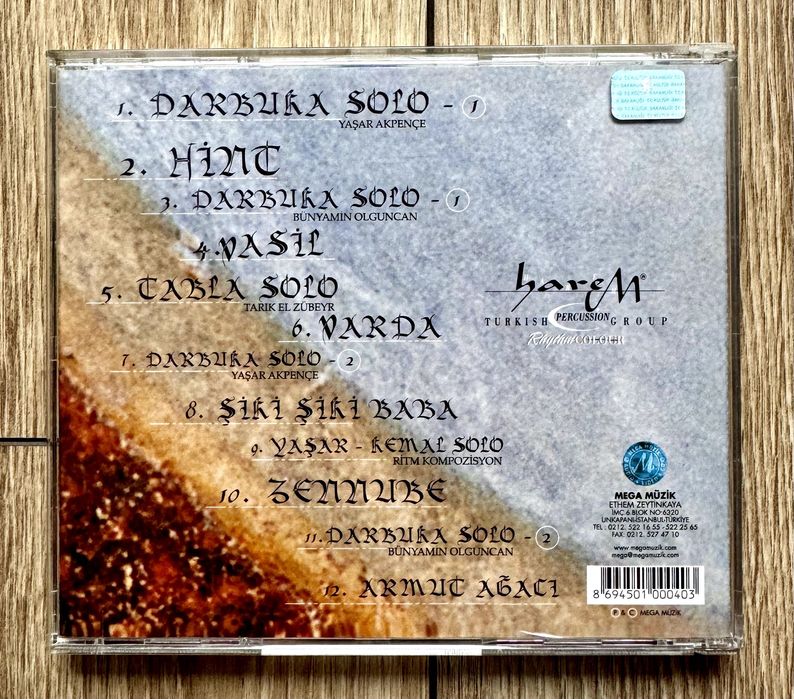 1. DARBUKA SOLO - 1
YAŞAR AKPENÇE
2. HİNT
3. DARBUKA SOLO - 1
BÜNYAMİN OLGUNCAN
4. VASİL
5. TABLA SOLO
TARIK EL ZÜBEYR
6. VARDA
7. DARBUKA SOLO - 2
YAŞAR AKPENÇE
8. ŞİKİ ŞİKİ BABA
9. YAŞAR - KEMAL SOLO
RİTM KOMPOZİSYON
10. ZENNUBE
11. DARBUKA SOLO - 2
BÜNYAMİN OLGUNCAN
12. ARMUT AĞACI
hareM®
TURKISH PERCUSSION GROUP
Rhythm COLOUR
MEGA MÜZİK
ETHEM ZEYTİNKAYA
İMC 6 BLOK NO:6320
UNKAPANI-İSTANBUL-TÜRKİYE
TEL : 0212. 522 16 55 - 522 25 65
FAX. 0212. 527 47 10
www.megamuzik.com
mega@megamuzik.com
8 694501 000403
P & C MEGA MÜZİK